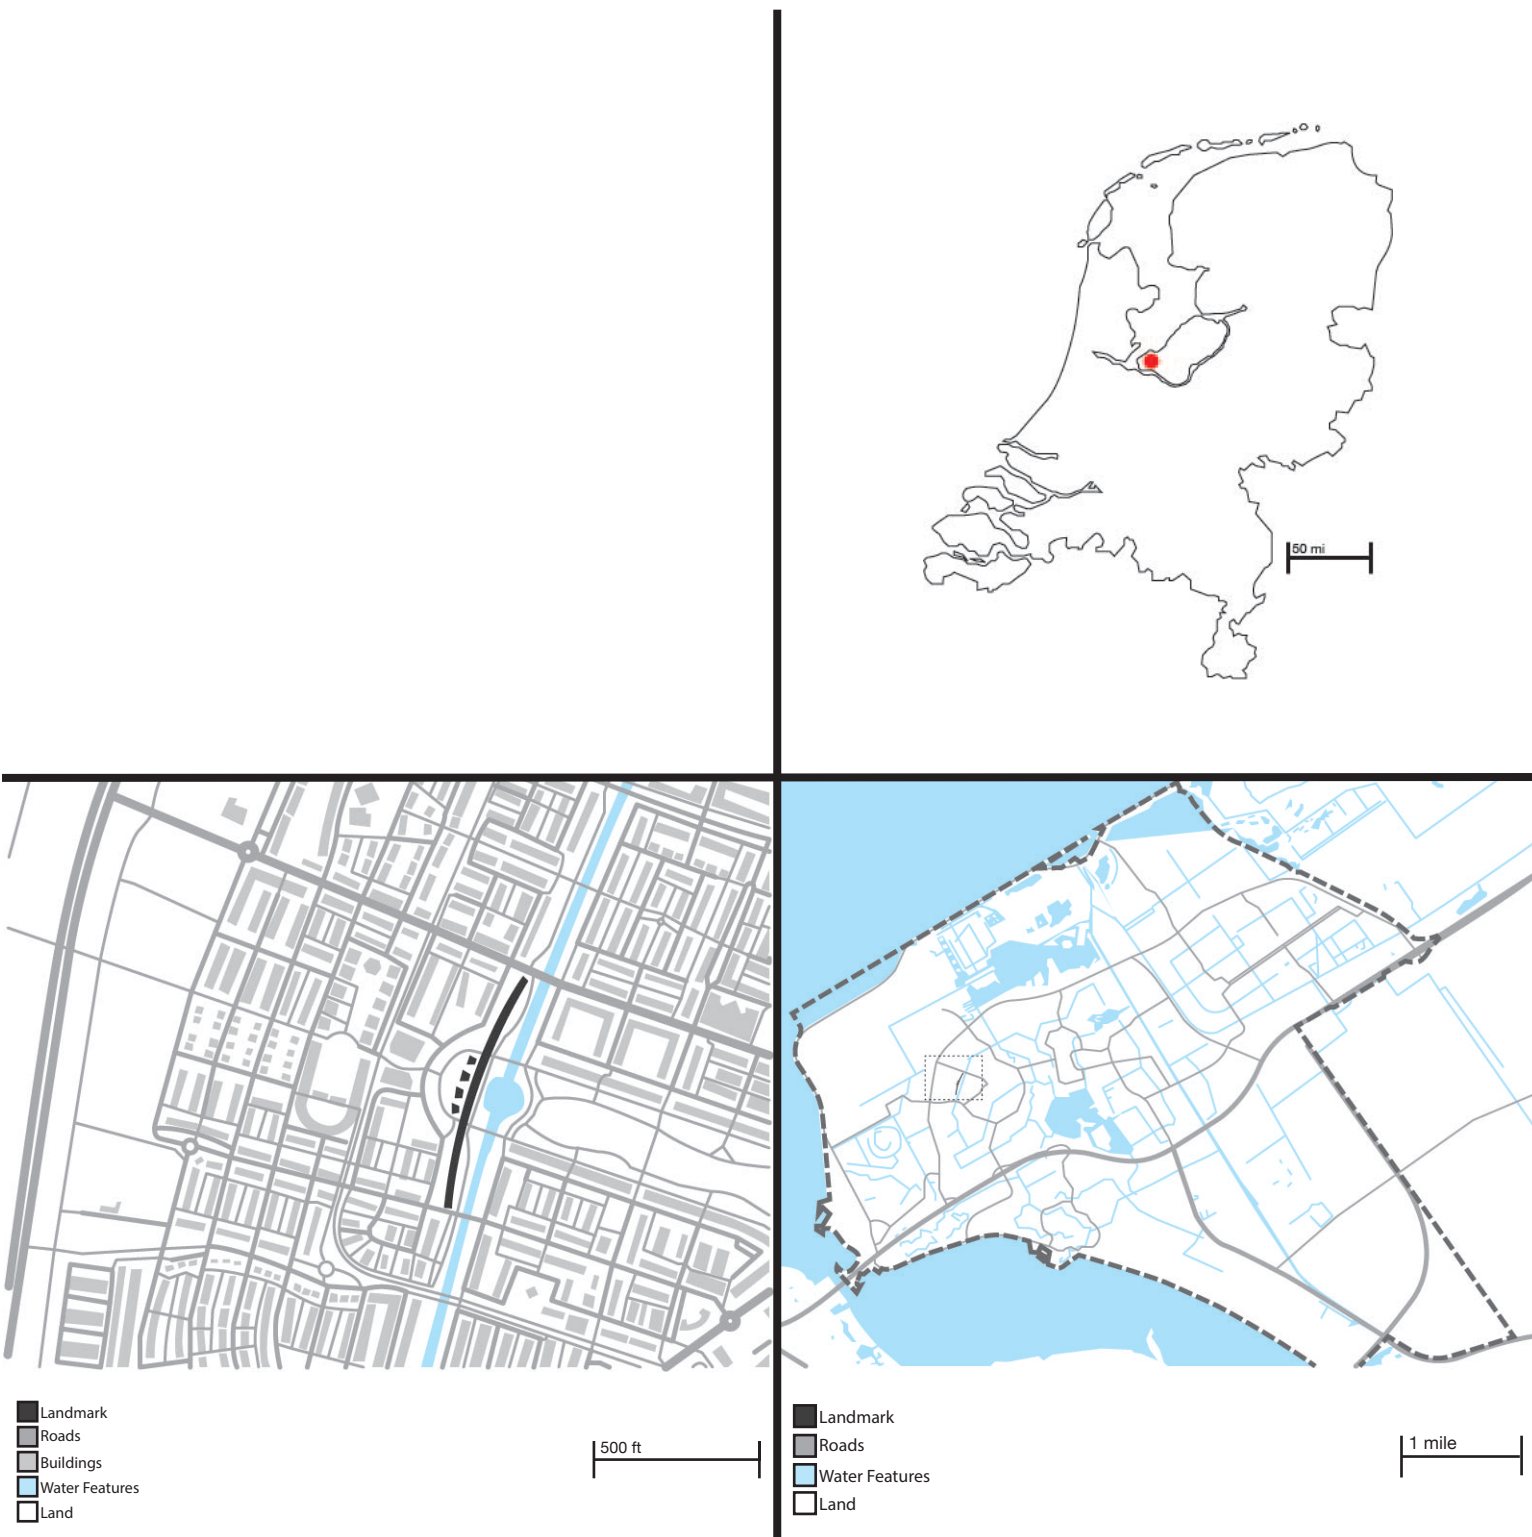 50 mi
Landmark
Roads
Buildings
Water Features
Land
500 ft
Landmark
Roads
Water Features
Land
1 mile